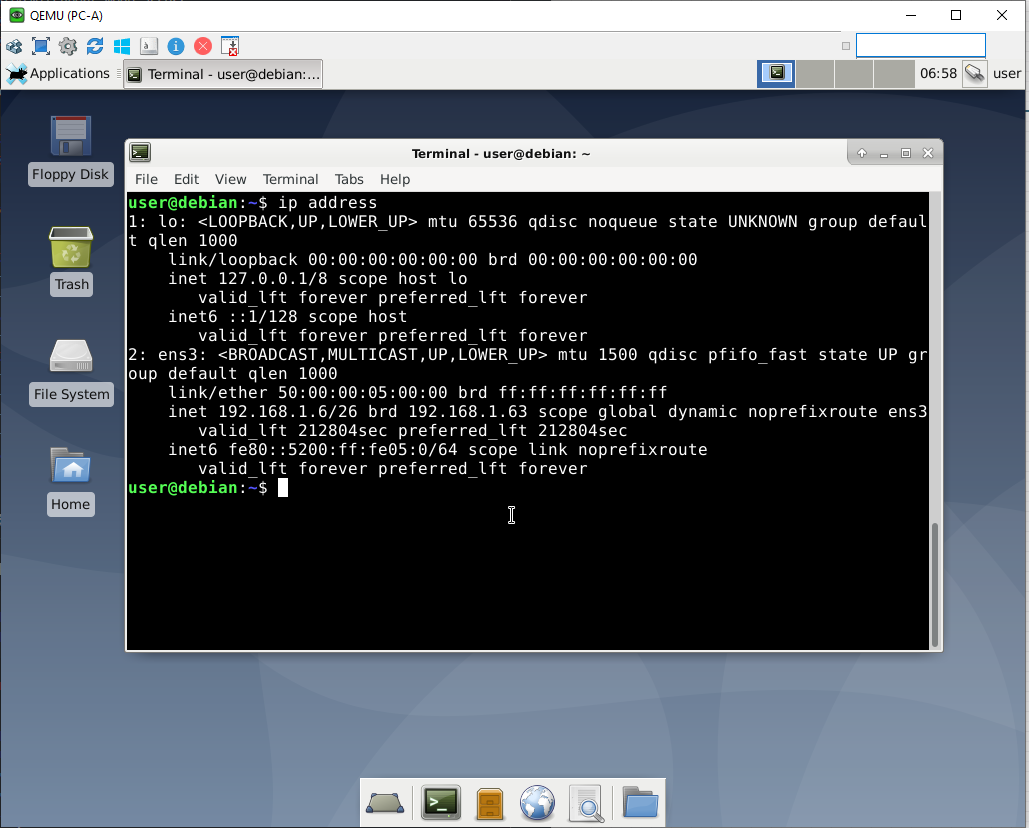 QEMU (PC-A)
Applications
Terminal - user@debian:...
06:58
user
Floppy Disk
Trash
File System
Home
Terminal - user@debian: ~
File Edit View Terminal Tabs Help
user@debian:~$ ip address
1: lo: <LOOPBACK,UP,LOWER_UP> mtu 65536 qdisc noqueue state UNKNOWN group defaul
t qlen 1000
    link/loopback 00:00:00:00:00:00 brd 00:00:00:00:00:00
    inet 127.0.0.1/8 scope host lo
       valid_lft forever preferred_lft forever
    inet6 ::1/128 scope host
       valid_lft forever preferred_lft forever
2: ens3: <BROADCAST,MULTICAST,UP,LOWER_UP> mtu 1500 qdisc pfifo_fast state UP gr
oup default qlen 1000
    link/ether 50:00:00:05:00:00 brd ff:ff:ff:ff:ff:ff
    inet 192.168.1.6/26 brd 192.168.1.63 scope global dynamic noprefixroute ens3
       valid_lft 212804sec preferred_lft 212804sec
    inet6 fe80::5200:ff:fe05:0/64 scope link noprefixroute
       valid_lft forever preferred_lft forever
user@debian:~$